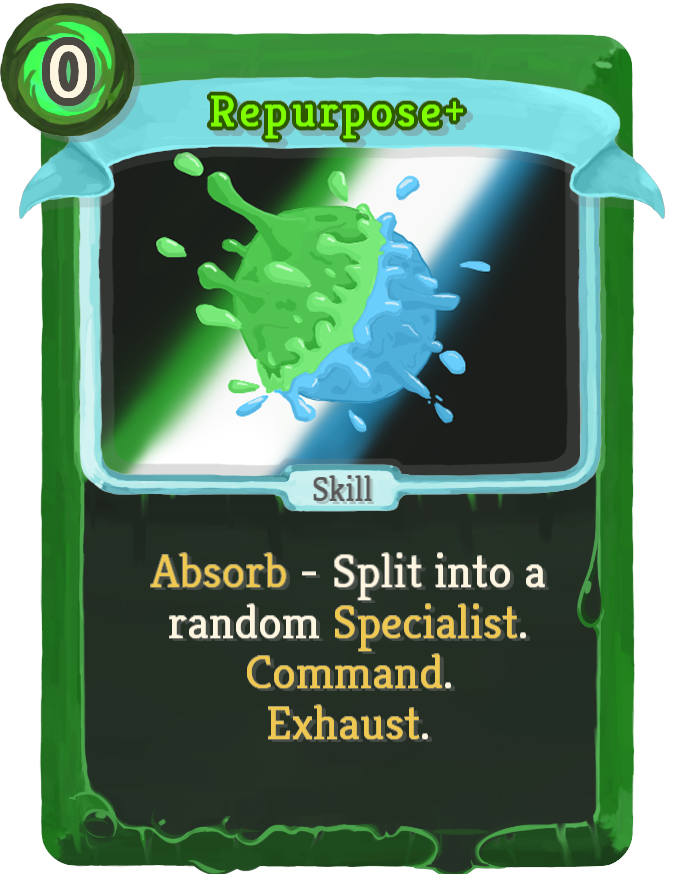 0
Repurpose+
Skill
Absorb - Split into a
random Specialist.
Command.
Exhaust.